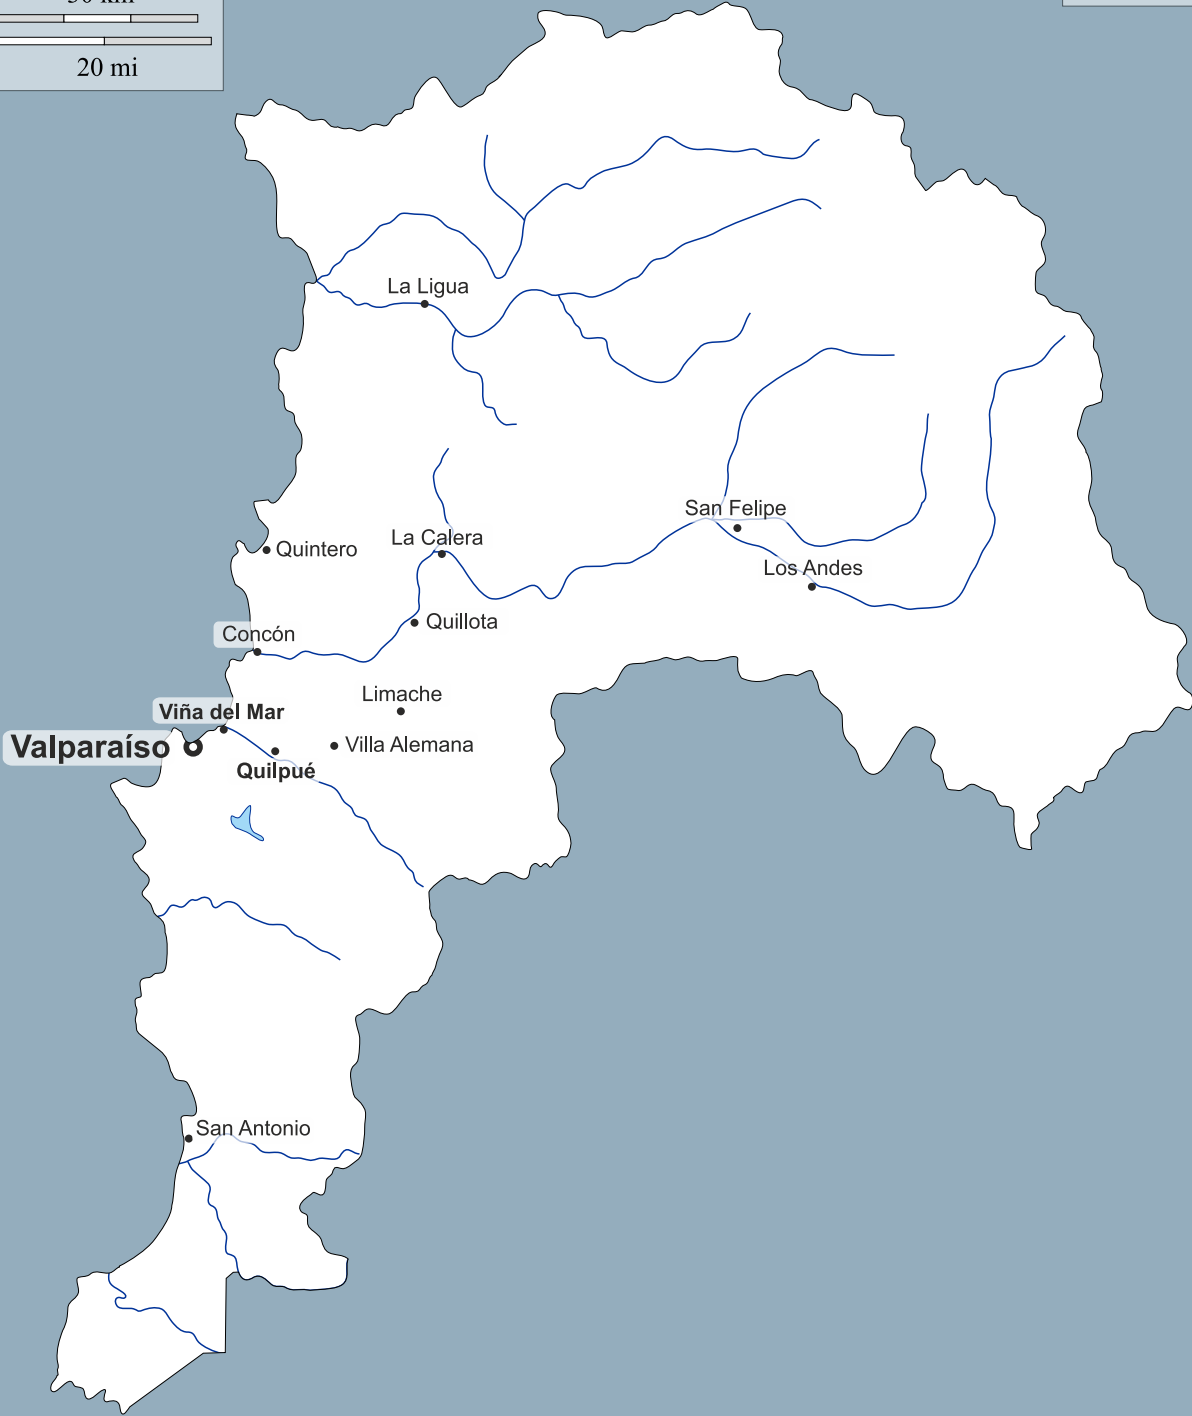 20 mi
La Ligua
San Felipe
La Calera
Quintero
Los Andes
Quillota
Concón
Limache
Viña del Mar
Valparaíso
Villa Alemana
Quilpué
San Antonio